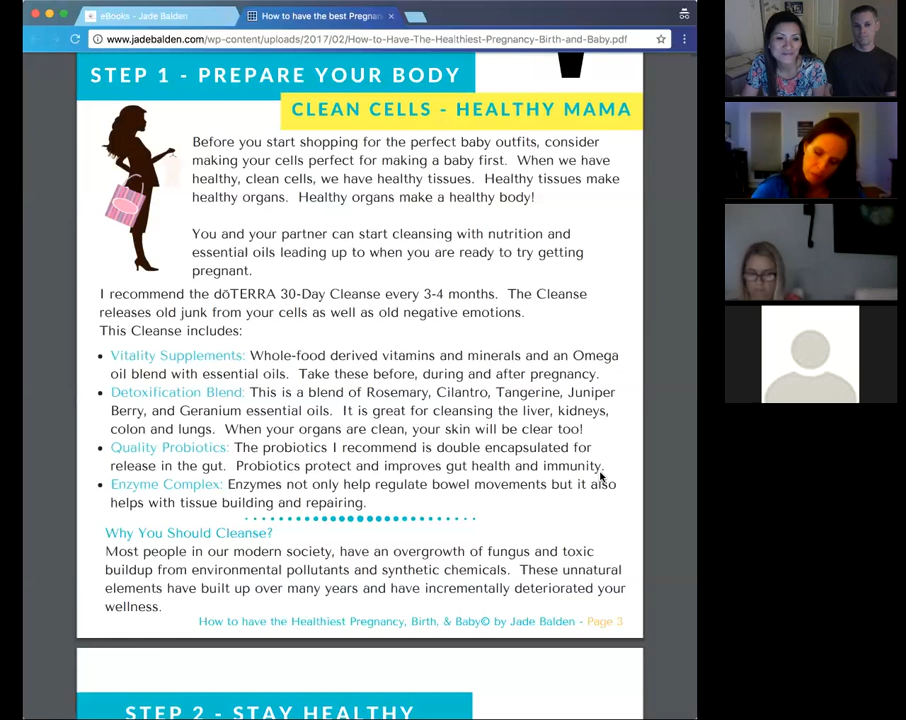 eBooks - Jade Balden
How to have the best Pregnan
www.jadebalden.com/wp-content/uploads/2017/02/How-to-Have-The-Healthiest-Pregnancy-Birth-and-Baby.pdf
STEP 1 - PREPARE YOUR BODY
CLEAN CELLS - HEALTHY MAMA
Before you start shopping for the perfect baby outfits, consider
making your cells perfect for making a baby first. When we have
healthy, clean cells, we have healthy tissues. Healthy tissues make
healthy organs. Healthy organs make a healthy body!
You and your partner can start cleansing with nutrition and
essential oils leading up to when you are ready to try getting
pregnant.
I recommend the dōTERRA 30-Day Cleanse every 3-4 months. The Cleanse
releases old junk from your cells as well as old negative emotions.
This Cleanse includes:
• Vitality Supplements: Whole-food derived vitamins and minerals and an Omega
oil blend with essential oils. Take these before, during and after pregnancy.
• Detoxification Blend: This is a blend of Rosemary, Cilantro, Tangerine, Juniper
Berry, and Geranium essential oils. It is great for cleansing the liver, kidneys,
colon and lungs. When your organs are clean, your skin will be clear too!
• Quality Probiotics: The probiotics I recommend is double encapsulated for
release in the gut. Probiotics protect and improves gut health and immunity.
• Enzyme Complex: Enzymes not only help regulate bowel movements but it also
helps with tissue building and repairing.
Why You Should Cleanse?
Most people in our modern society, have an overgrowth of fungus and toxic
buildup from environmental pollutants and synthetic chemicals. These unnatural
elements have built up over many years and have incrementally deteriorated your
wellness.
How to have the Healthiest Pregnancy, Birth, & Baby© by Jade Balden - Page 3
STEP 2 - STAY HEALTHY